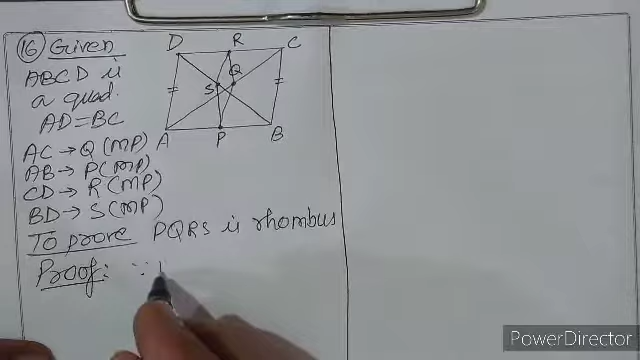 16 Given
ABCD is
a quad.
AD=BC
AC→Q(MP)
AB→P(MP)
CD→R(MP)
BD→S(MP)
To prove PQRS is rhombus
Proof: ∵
D R C
S Q
A P B
PowerDirector